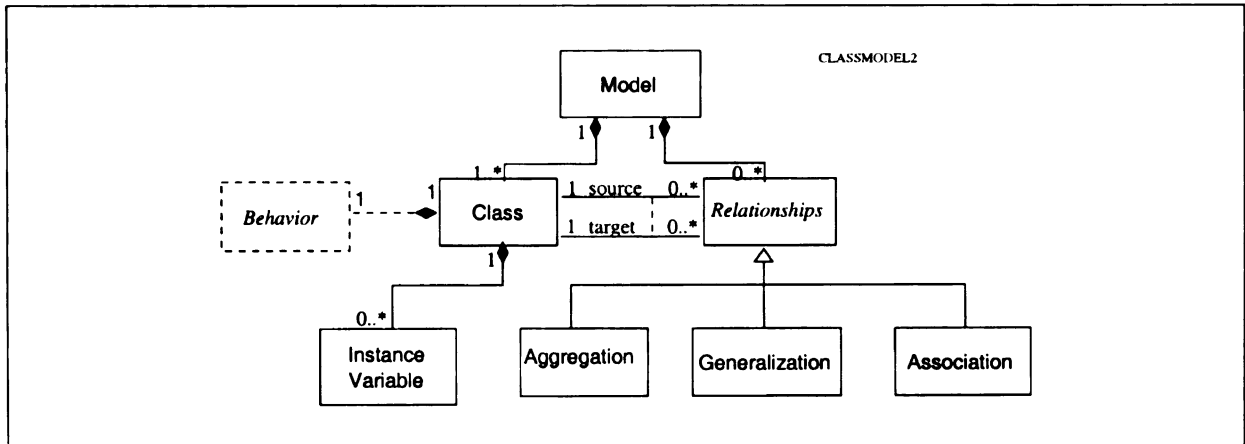 CLASSMODEL2
Model
1 1
1..* 0..*
Behavior
1 1
Class
1 source 0..*
1 target 0..*
Relationships
1
0..*
Instance
Variable
Aggregation
Generalization
Association